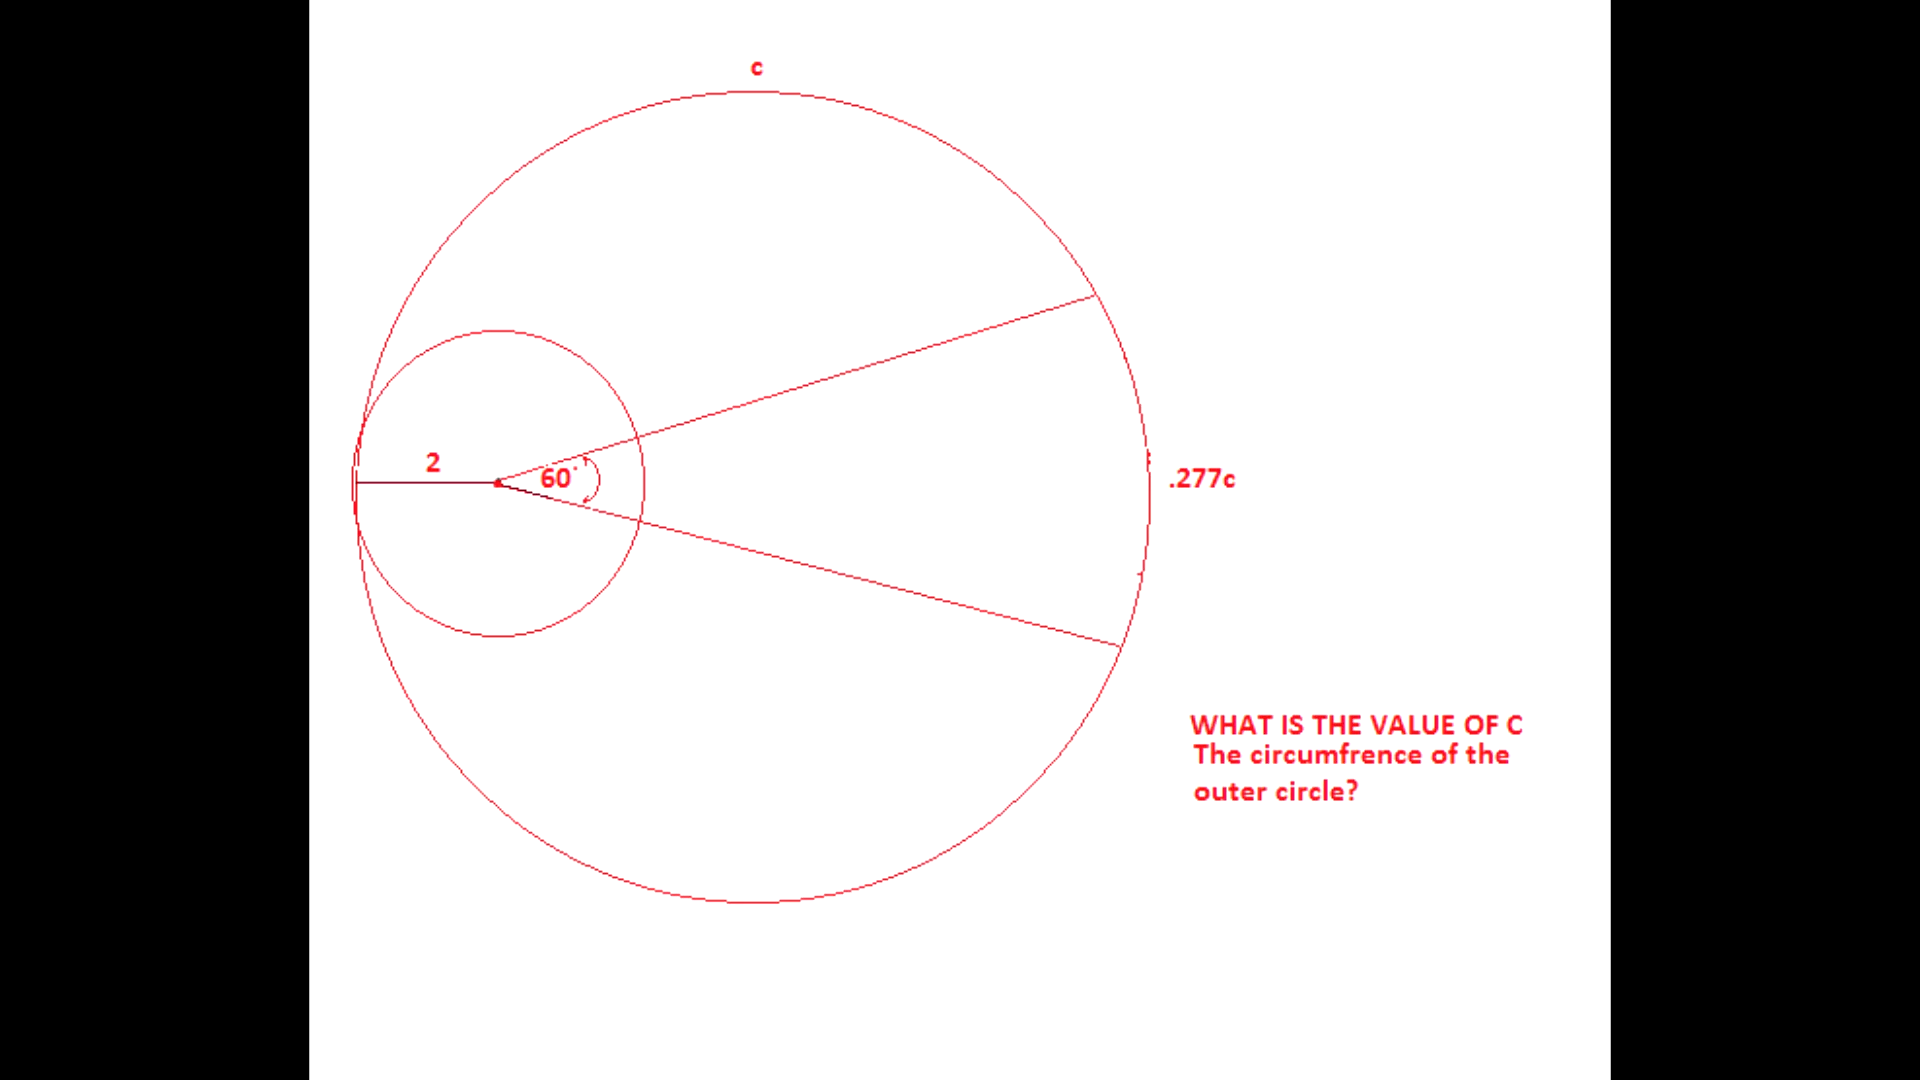 c
2
60°
.277c
WHAT IS THE VALUE OF C
The circumfrence of the
outer circle?